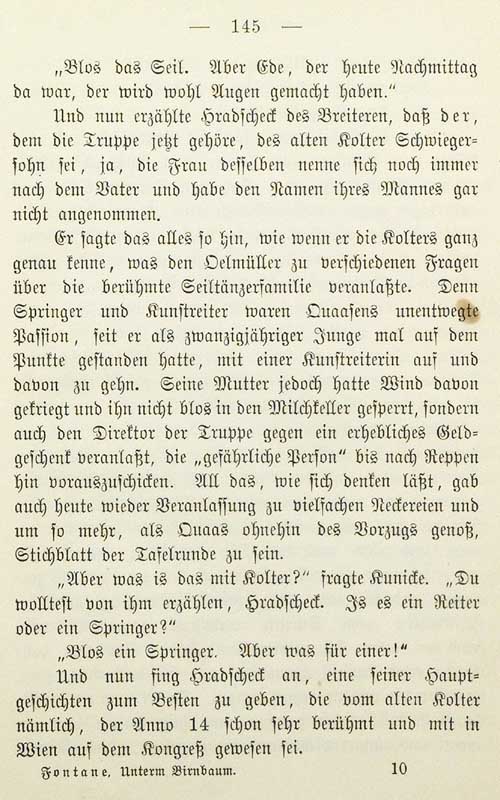 — 145 —
„Blos das Seil. Aber Ede, der heute Nachmittag
da war, der wird wohl Augen gemacht haben.“
Und nun erzählte Hradscheck des Breiteren, daß der,
dem die Truppe jetzt gehöre, des alten Kolter Schwieger-
sohn sei, ja, die Frau desselben nenne sich noch immer
nach dem Vater und habe den Namen ihres Mannes gar
nicht angenommen.
Er sagte das alles so hin, wie wenn er die Kolters ganz
genau kenne, was den Oelmüller zu verschiedenen Fragen
über die berühmte Seiltänzerfamilie veranlaßte. Denn
Springer und Kunstreiter waren Quaasens unentwegte
Passion, seit er als zwanzigjähriger Junge mal auf dem
Punkte gestanden hatte, mit einer Kunstreiterin auf und
davon zu gehn. Seine Mutter jedoch hatte Wind davon
gekriegt und ihn nicht blos in den Milchkeller gesperrt, sondern
auch den Direktor der Truppe gegen ein erhebliches Geld-
geschenk veranlaßt, die „gefährliche Person“ bis nach Reppen
hin vorauszuschicken. All das, wie sich denken läßt, gab
auch heute wieder Veranlassung zu vielfachen Neckereien und
um so mehr, als Quaas ohnehin des Vorzugs genoß,
Stichblatt der Tafelrunde zu sein.
„Aber was is das mit Kolter?“ fragte Kunicke. „Du
wolltest von ihm erzählen, Hradscheck. Is es ein Reiter
oder ein Springer?“
„Blos ein Springer. Aber was für einer!“
Und nun fing Hradscheck an, eine seiner Haupt-
geschichten zum Besten zu geben, die vom alten Kolter
nämlich, der Anno 14 schon sehr berühmt und mit in
Wien auf dem Kongreß gewesen sei.
Fontane, Unterm Birnbaum. 10